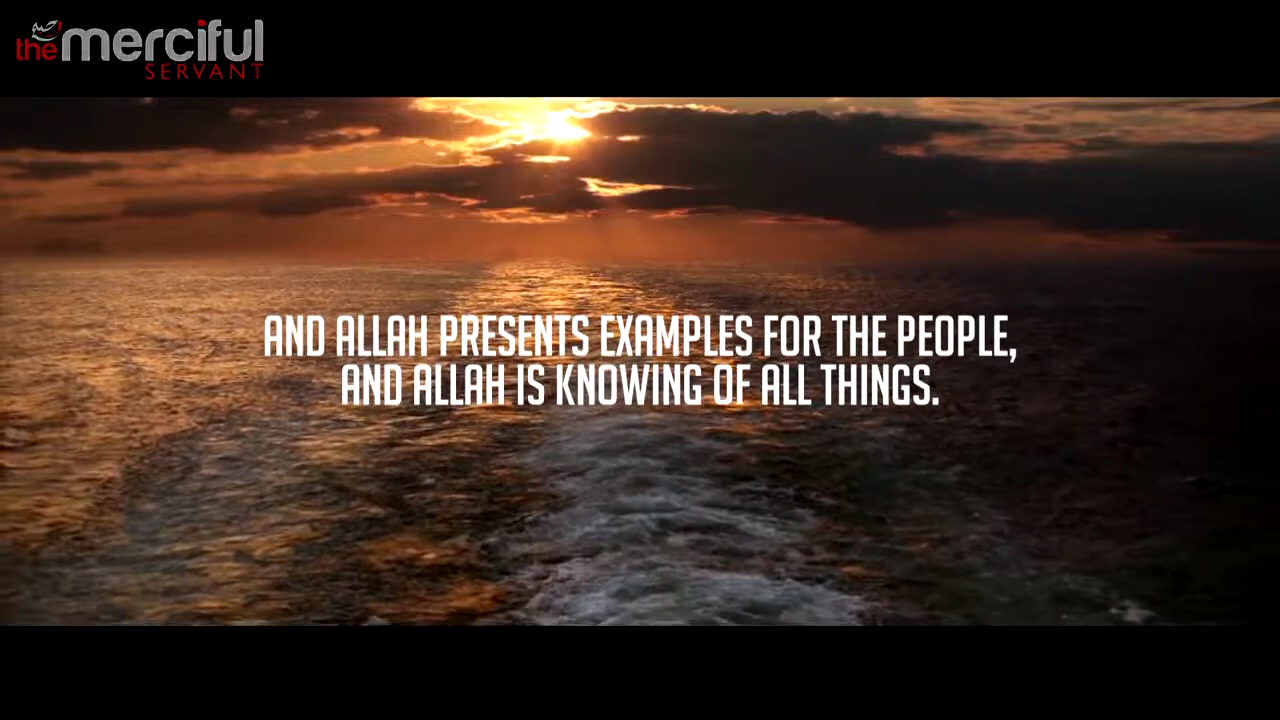 the merciful
SERVANT
AND ALLAH PRESENTS EXAMPLES FOR THE PEOPLE,
AND ALLAH IS KNOWING OF ALL THINGS.